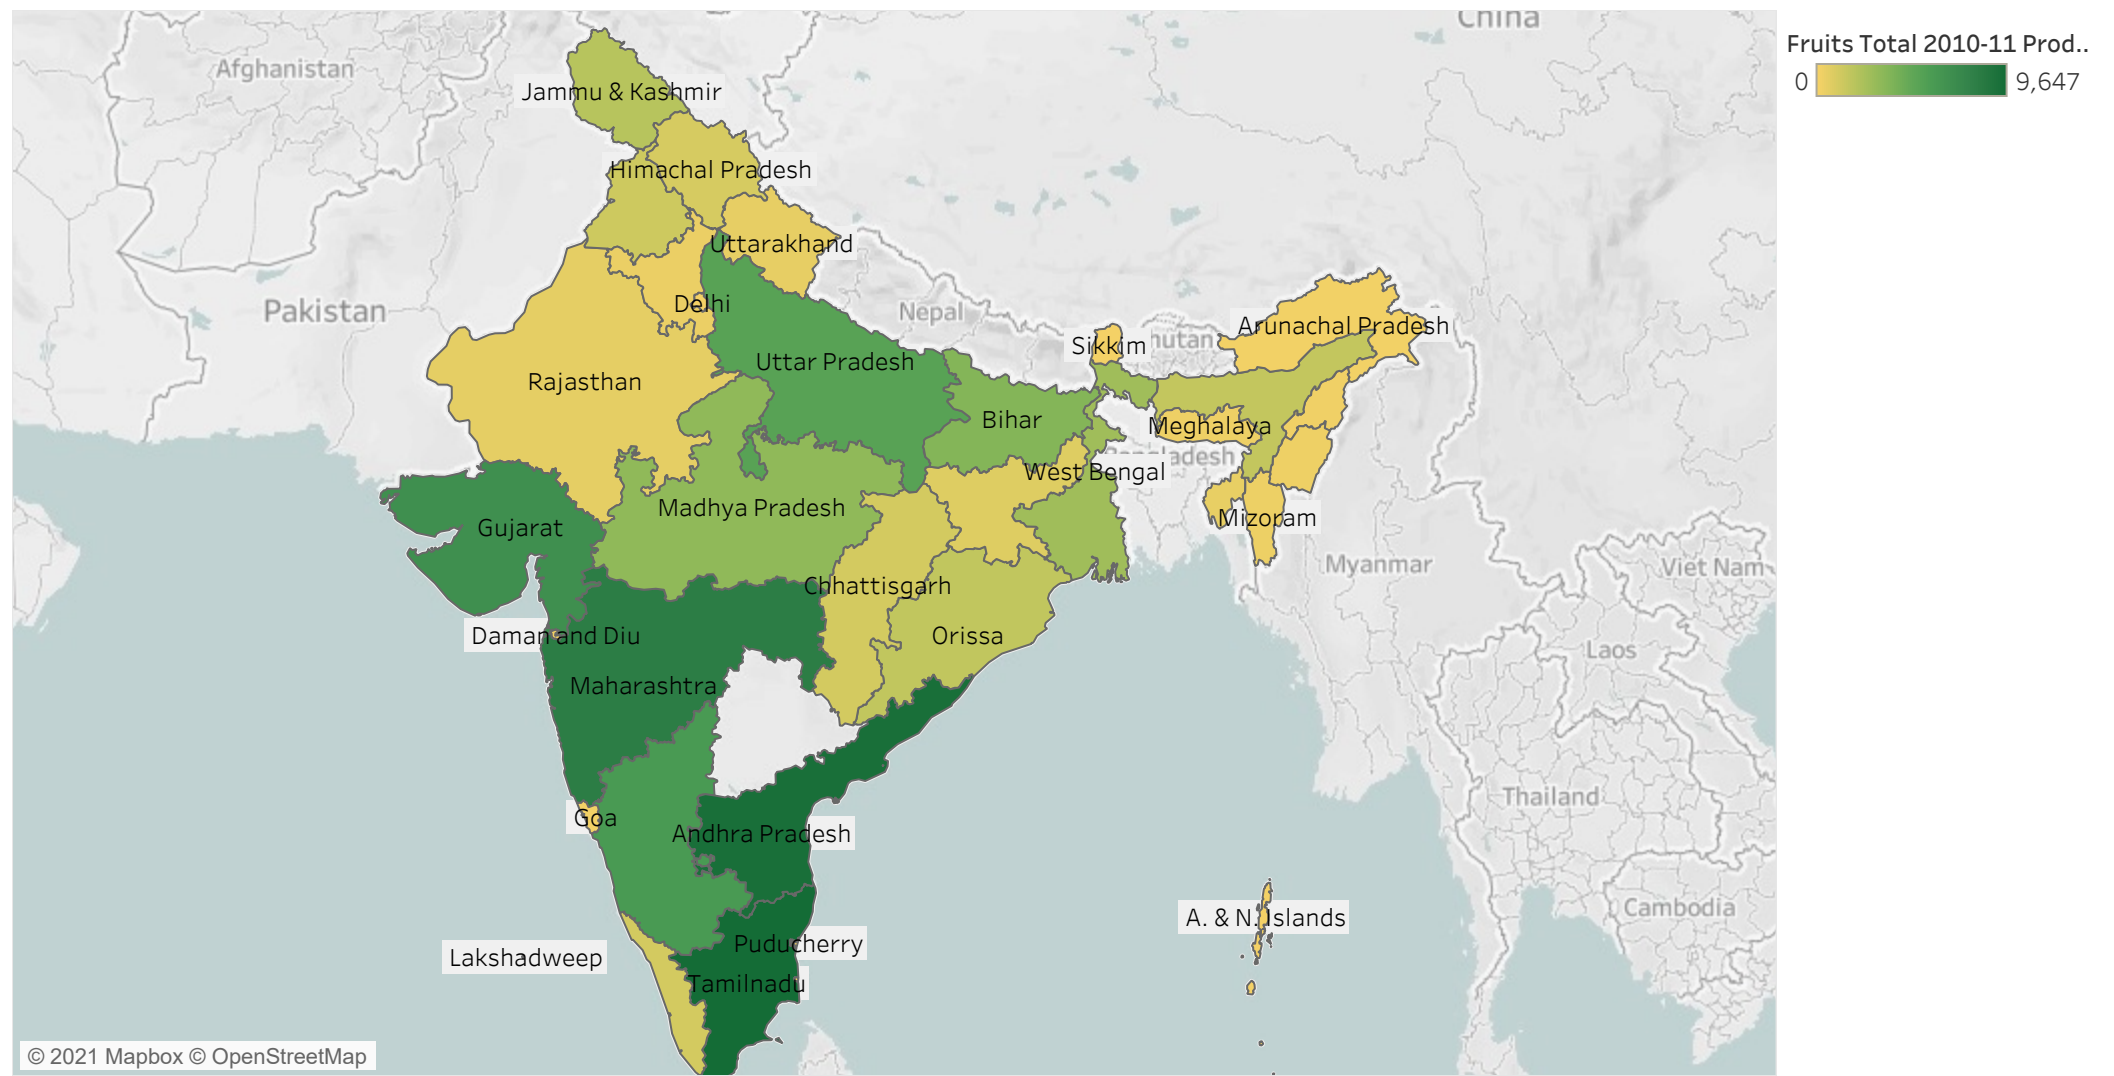 China
Fruits Total 2010-11 Prod..
0
9,647
Afghanistan
Jammu & Kashmir
Himachal Pradesh
Uttarakhand
Pakistan
Delhi
Nepal
Sikkim
hutan
Arunachal Pradesh
Uttar Pradesh
Rajasthan
Bihar
Meghalaya
ladesh
West Bengal
Madhya Pradesh
Gujarat
Mizoram
Myanmar
Viet Nam
Chhattisgarh
Daman and Diu
Orissa
Laos
Maharashtra
Thailand
Goa
Andhra Pradesh
Cambodia
A. & N. Islands
Puducherry
Lakshadweep
Tamilnadu
© 2021 Mapbox © OpenStreetMap